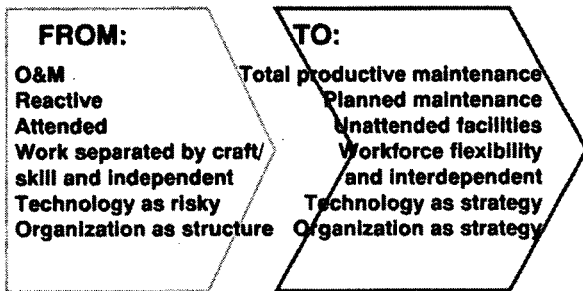 FROM:
O&M
Reactive
Attended
Work separated by craft/
skill and independent
Technology as risky
Organization as structure
TO:
Total productive maintenance
Planned maintenance
Unattended facilities
Workforce flexibility
and interdependent
Technology as strategy
Organization as strategy